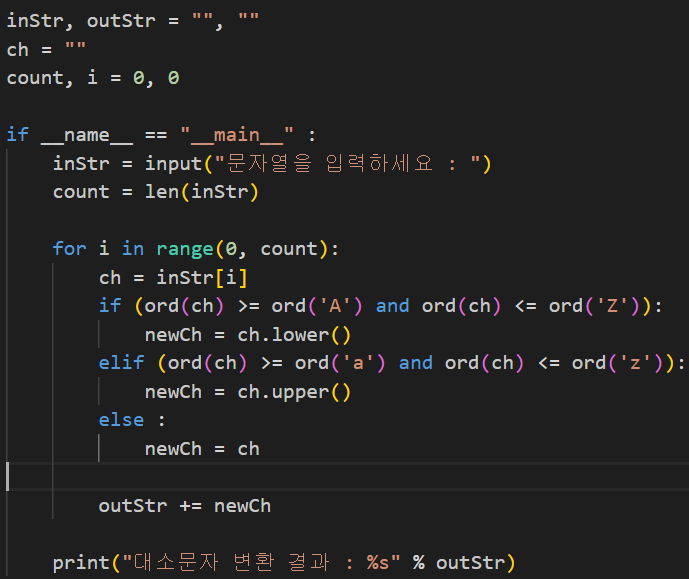 inStr, outStr = "", ""
ch = ""
count, i = 0, 0
if __name__ == "__main__" :
    inStr = input("문자열을 입력하세요 : ")
    count = len(inStr)
    for i in range(0, count):
        ch = inStr[i]
        if (ord(ch) >= ord('A') and ord(ch) <= ord('Z')):
            newCh = ch.lower()
        elif (ord(ch) >= ord('a') and ord(ch) <= ord('z')):
            newCh = ch.upper()
        else :
            newCh = ch
        outStr += newCh
    print("대소문자 변환 결과 : %s" % outStr)